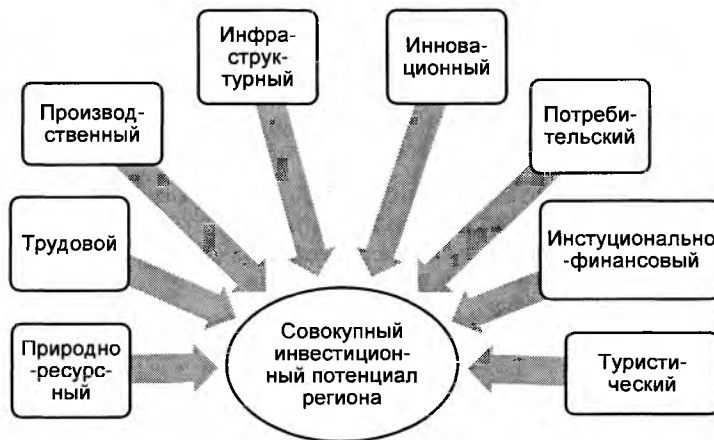 Инфра-
струк-
турный
Иннова-
ционный
Производ-
ственный
Потреби-
тельский
Трудовой
Инстуционально
-финансовый
Природно
-ресурс-
ный
Совокупный
инвестицион-
ный потенциал
региона
Туристи-
ческий